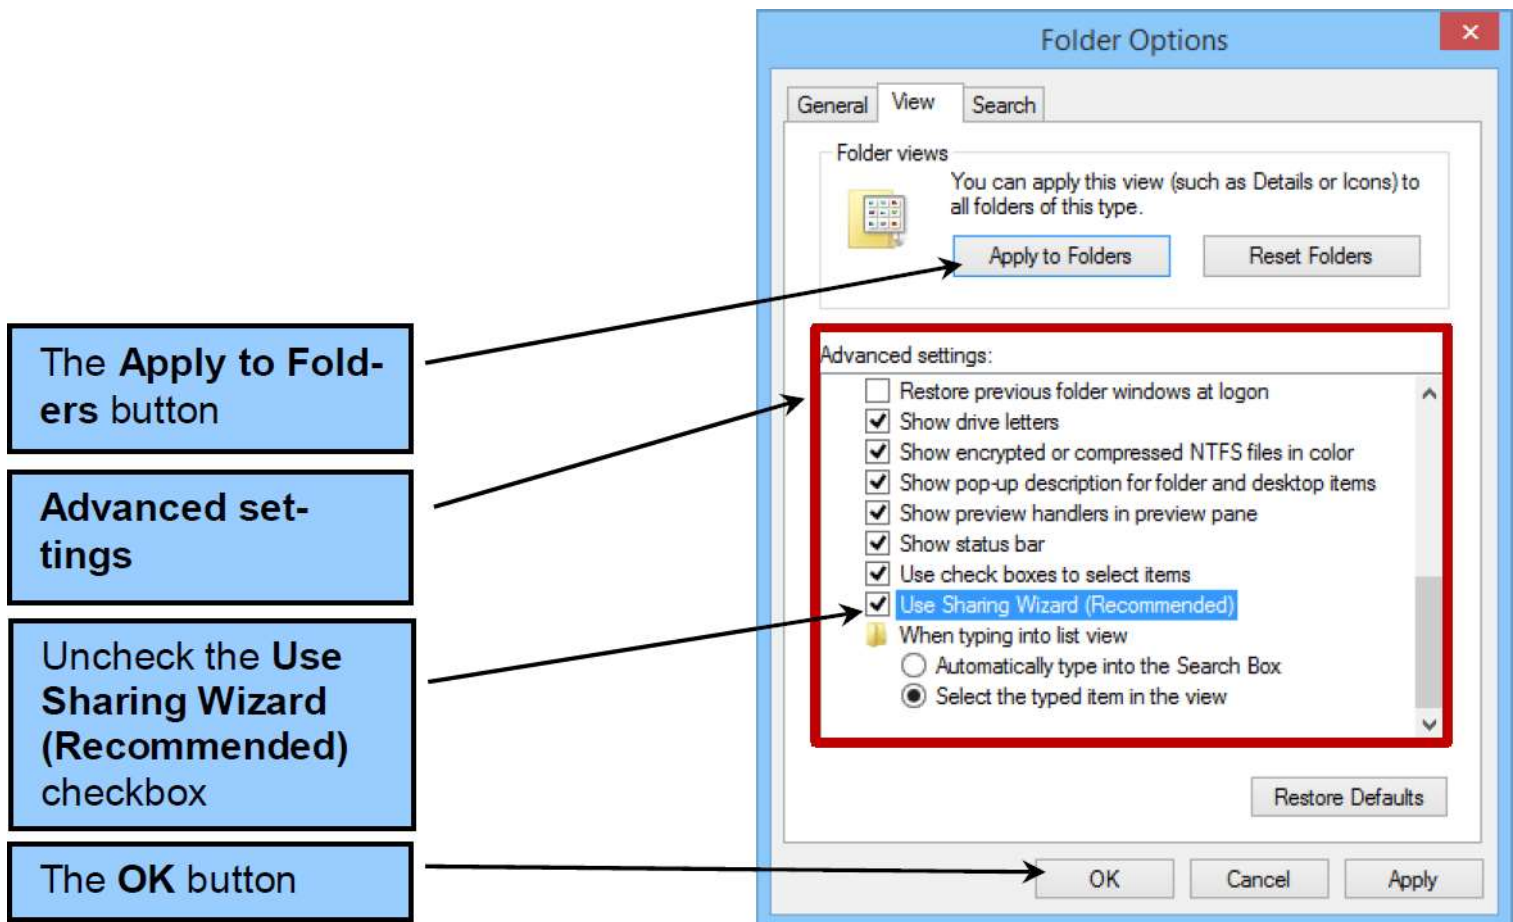 Folder Options
General
View
Search
Folder views
You can apply this view (such as Details or Icons) to
all folders of this type.
Apply to Folders
Reset Folders
The Apply to Fold-
ers button
Advanced set-
tings
Uncheck the Use
Sharing Wizard
(Recommended)
checkbox
The OK button
Advanced settings:
Restore previous folder windows at logon
Show drive letters
Show encrypted or compressed NTFS files in color
Show pop-up description for folder and desktop items
Show preview handlers in preview pane
Show status bar
Use check boxes to select items
Use Sharing Wizard (Recommended)
When typing into list view
Automatically type into the Search Box
Select the typed item in the view
Restore Defaults
OK
Cancel
Apply